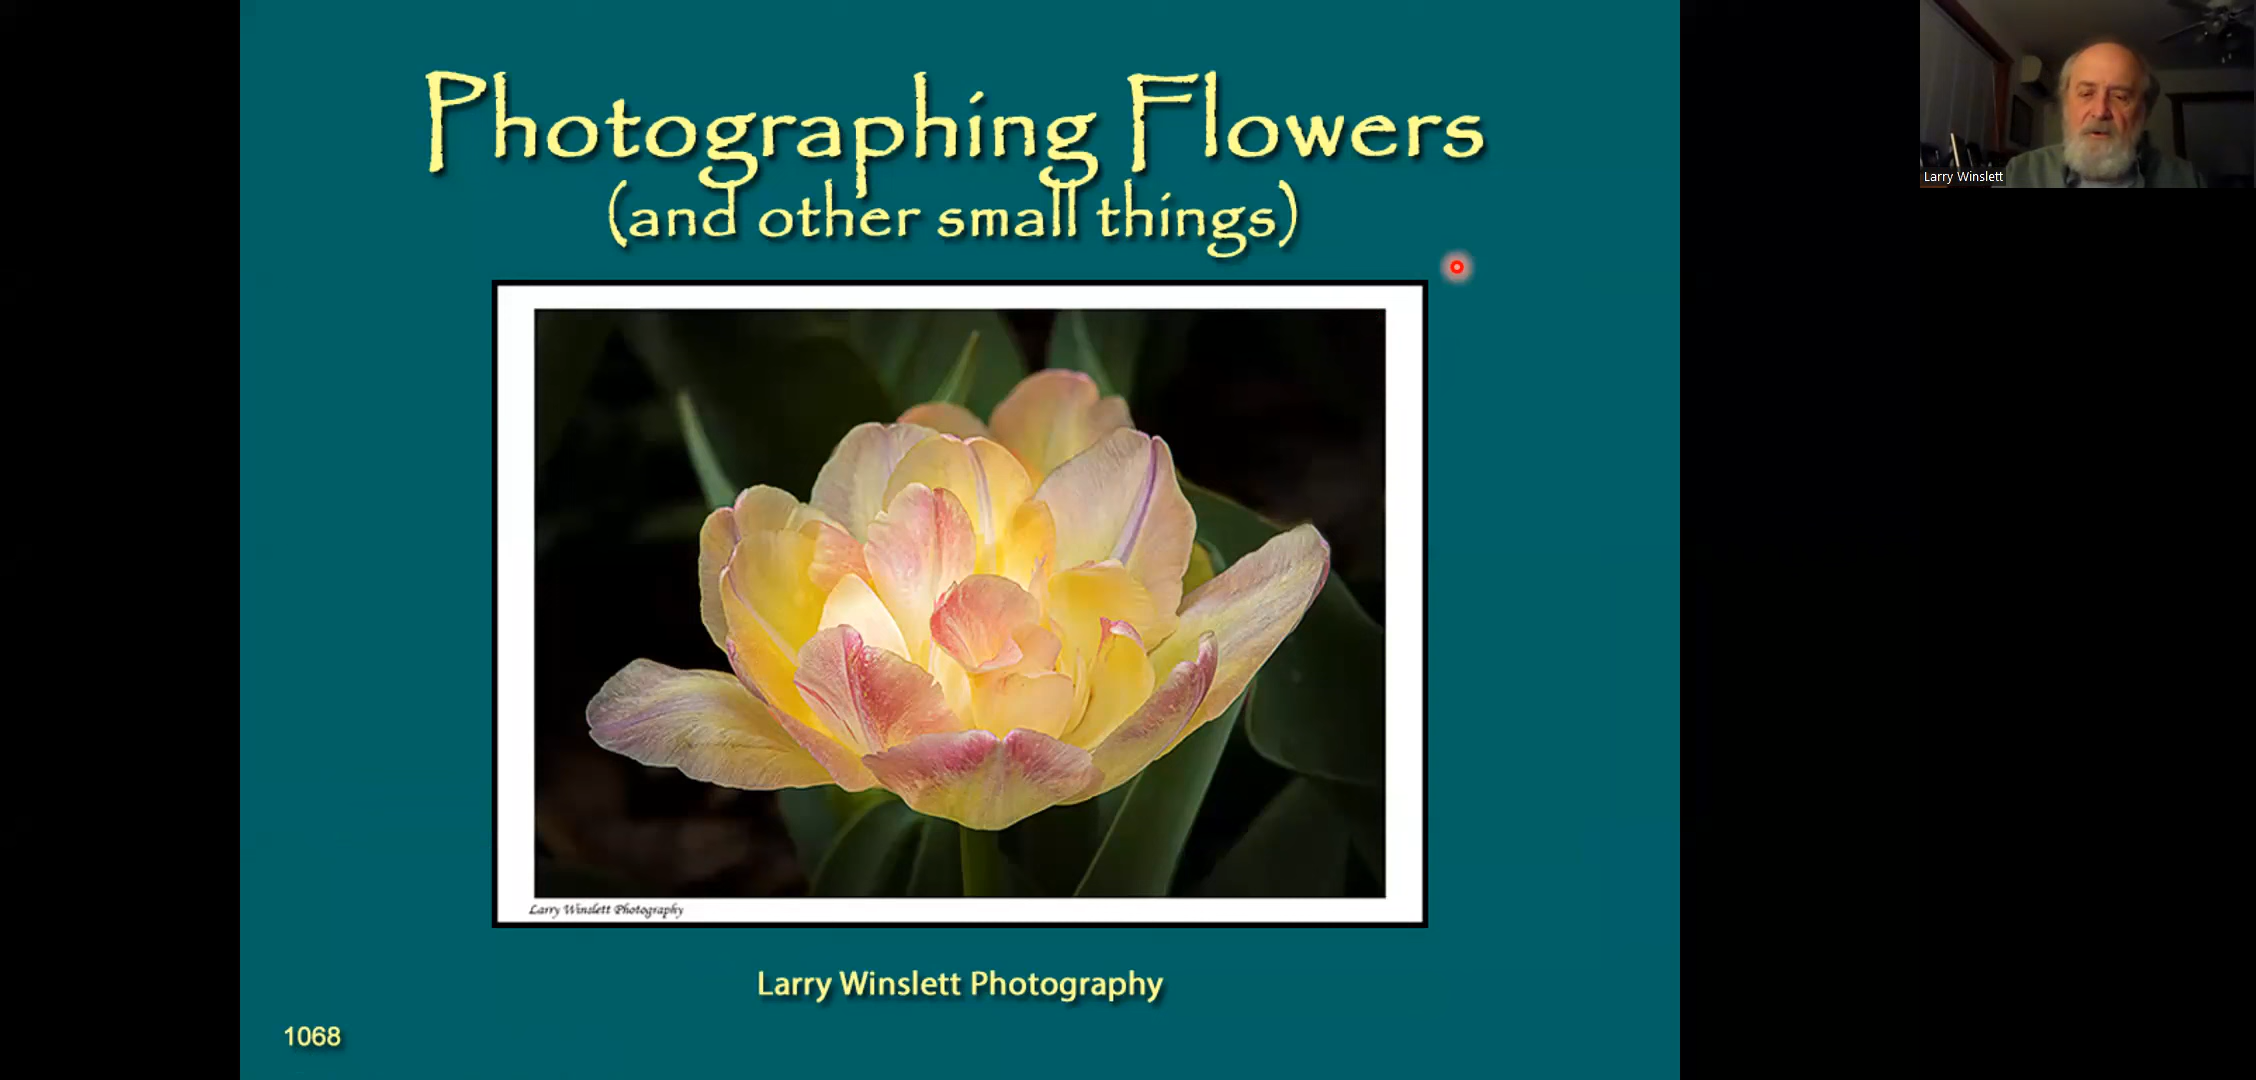 Photographing Flowers
(and other small things)
Larry Winslett
Larry Winslett Photography
Larry Winslett Photography
1068